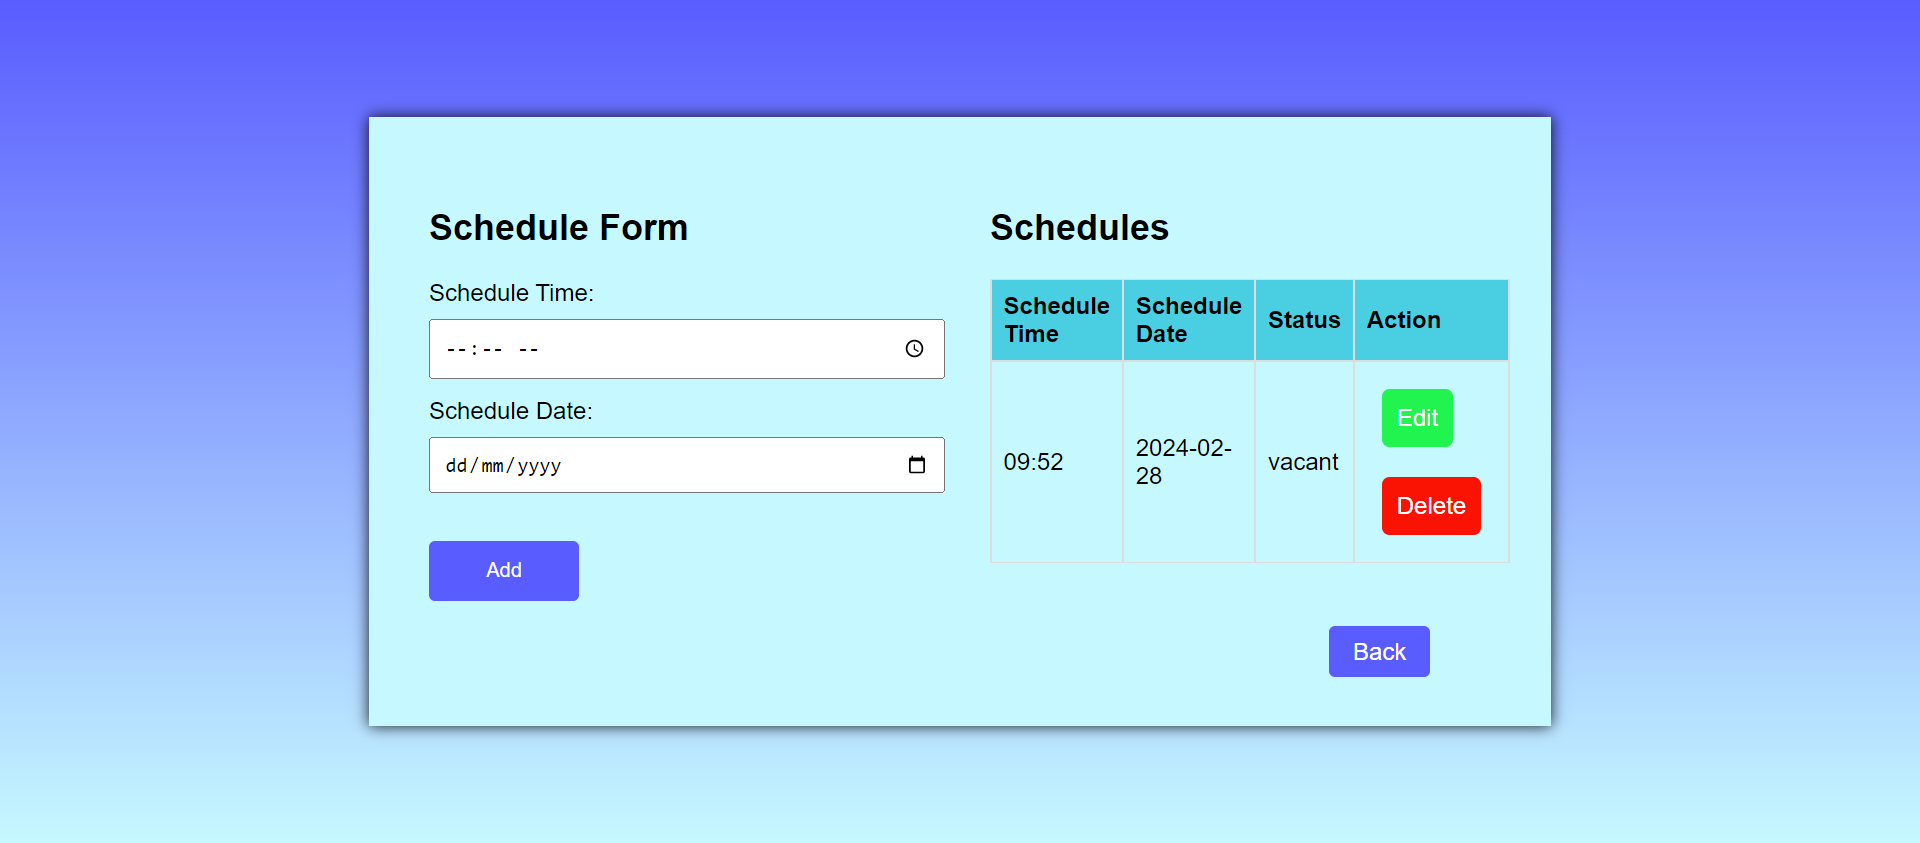 Schedule Form
Schedule Time:
--:-- --
Schedule Date:
dd/mm/yyyy
Add
Schedules
Schedule Time Schedule Date Status Action
09:52 2024-02-28 vacant Edit
Delete
Back